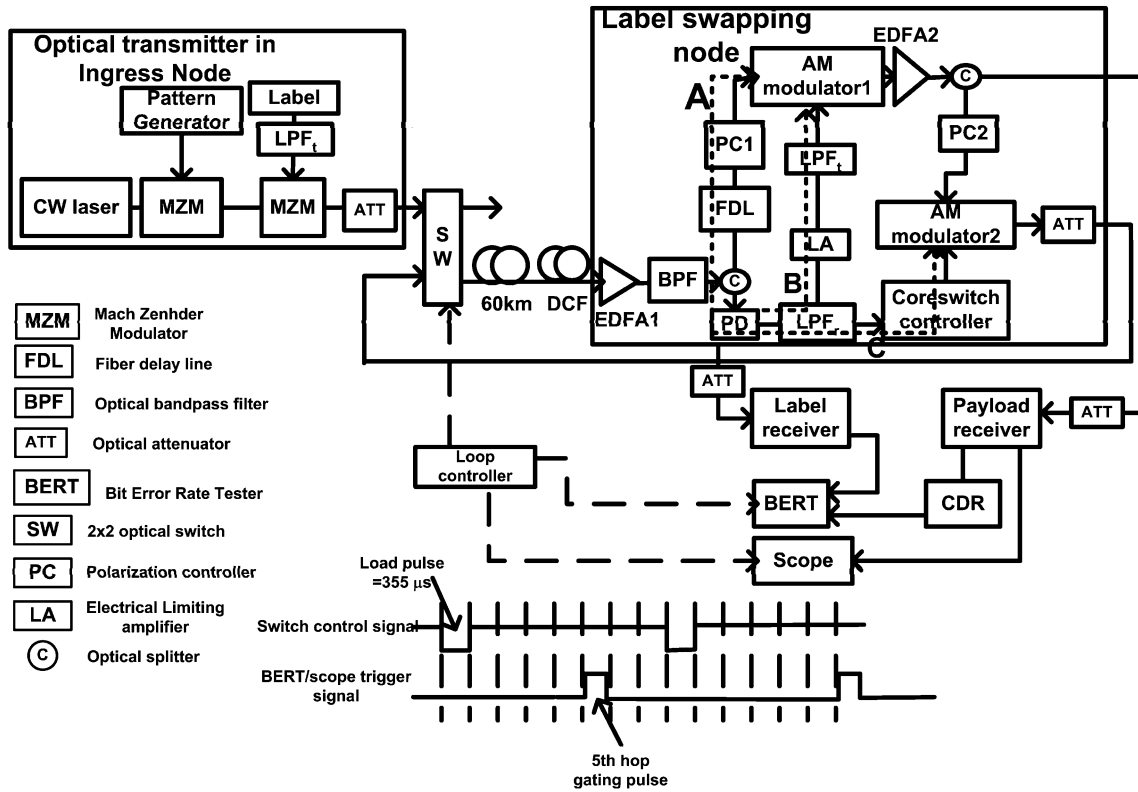 Optical transmitter in
Ingress Node
Pattern
Generator
Label
LPFt
CW laser
MZM
MZM
ATT
S
W
60km
DCF
EDFA1
BPF
Label swapping
node
EDFA2
A
AM
modulator1
C
PC1
PC2
LPFt
FDL
AM
modulator2
ATT
LA
C
B
PD
LPFr
Coreswitch
controller
C
MZM
Mach Zenhder
Modulator
FDL
Fiber delay line
BPF
Optical bandpass filter
ATT
Optical attenuator
BERT
Bit Error Rate Tester
SW
2x2 optical switch
PC
Polarization controller
LA
Electrical Limiting
amplifier
C
Optical splitter
ATT
Label
receiver
Payload
receiver
ATT
Loop
controller
BERT
CDR
Scope
Load pulse
=355 μs
Switch control signal
BERT/scope trigger
signal
5th hop
gating pulse